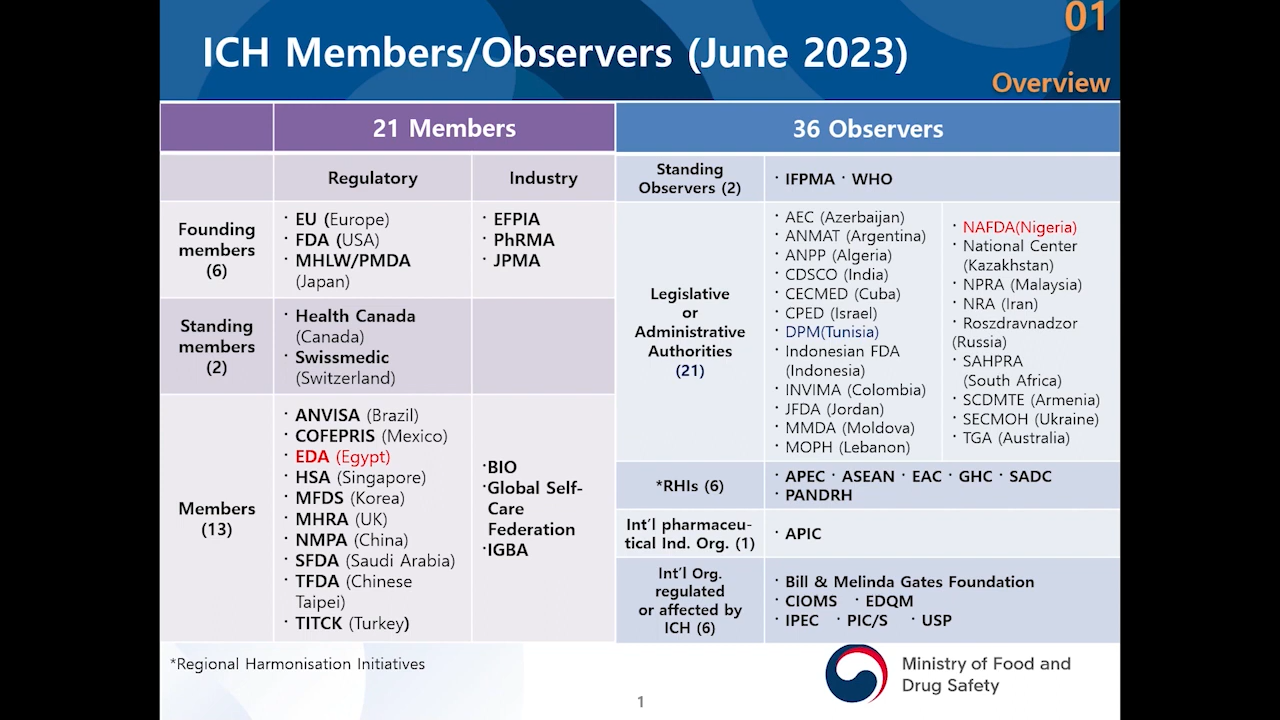 01
ICH Members/Observers (June 2023)
Overview
21 Members
36 Observers
Regulatory
Industry
Founding
members
(6)
· EU (Europe)
· FDA (USA)
· MHLW/PMDA
(Japan)
· EFPIA
· PhRMA
· JPMA
Standing
members
(2)
· Health Canada
(Canada)
· Swissmedic
(Switzerland)
Members
(13)
· ANVISA (Brazil)
· COFEPRIS (Mexico)
· EDA (Egypt)
· HSA (Singapore)
· MFDS (Korea)
· MHRA (UK)
· NMPA (China)
· SFDA (Saudi Arabia)
· TFDA (Chinese
Taipei)
· TITCK (Turkey)
·BIO
·Global Self-
Care
Federation
·IGBA
Standing
Observers (2)
· IFPMA · WHO
Legislative
or
Administrative
Authorities
(21)
· AEC (Azerbaijan)
· ANMAT (Argentina)
· ANPP (Algeria)
· CDSCO (India)
· CECMED (Cuba)
· CPED (Israel)
· DPM(Tunisia)
· Indonesian FDA
(Indonesia)
· INVIMA (Colombia)
· JFDA (Jordan)
· MMDA (Moldova)
· MOPH (Lebanon)
· NAFDA(Nigeria)
· National Center
(Kazakhstan)
· NPRA (Malaysia)
· NRA (Iran)
· Roszdravnadzor
(Russia)
· SAHPRA
(South Africa)
· SCDMTE (Armenia)
· SECMOH (Ukraine)
· TGA (Australia)
*RHIs (6)
· APEC · ASEAN · EAC · GHC · SADC
· PANDRH
Int'l pharmaceu-
tical Ind. Org. (1)
· APIC
Int'l Org.
regulated
or affected by
ICH (6)
· Bill & Melinda Gates Foundation
· CIOMS · EDQM
· IPEC · PIC/S · USP
*Regional Harmonisation Initiatives
Ministry of Food and
Drug Safety
1